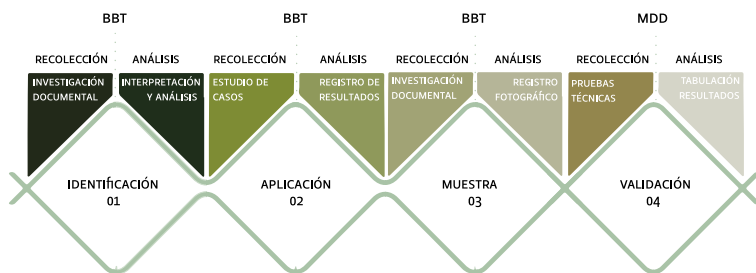 BBT BBT BBT MDD
RECOLECCIÓN ANÁLISIS RECOLECCIÓN ANÁLISIS RECOLECCIÓN ANÁLISIS RECOLECCIÓN ANÁLISIS
INVESTIGACIÓN
DOCUMENTAL
INTERPRETACIÓN
Y ANÁLISIS
ESTUDIO DE
CASOS
REGISTRO DE
RESULTADOS
INVESTIGACIÓN
DOCUMENTAL
REGISTRO
FOTOGRÁFICO
PRUEBAS
TÉCNICAS
TABULACIÓN
RESULTADOS
IDENTIfICACIÓN
01
APLICACIÓN
02
MUESTRA
03
VALIDACIÓN
04